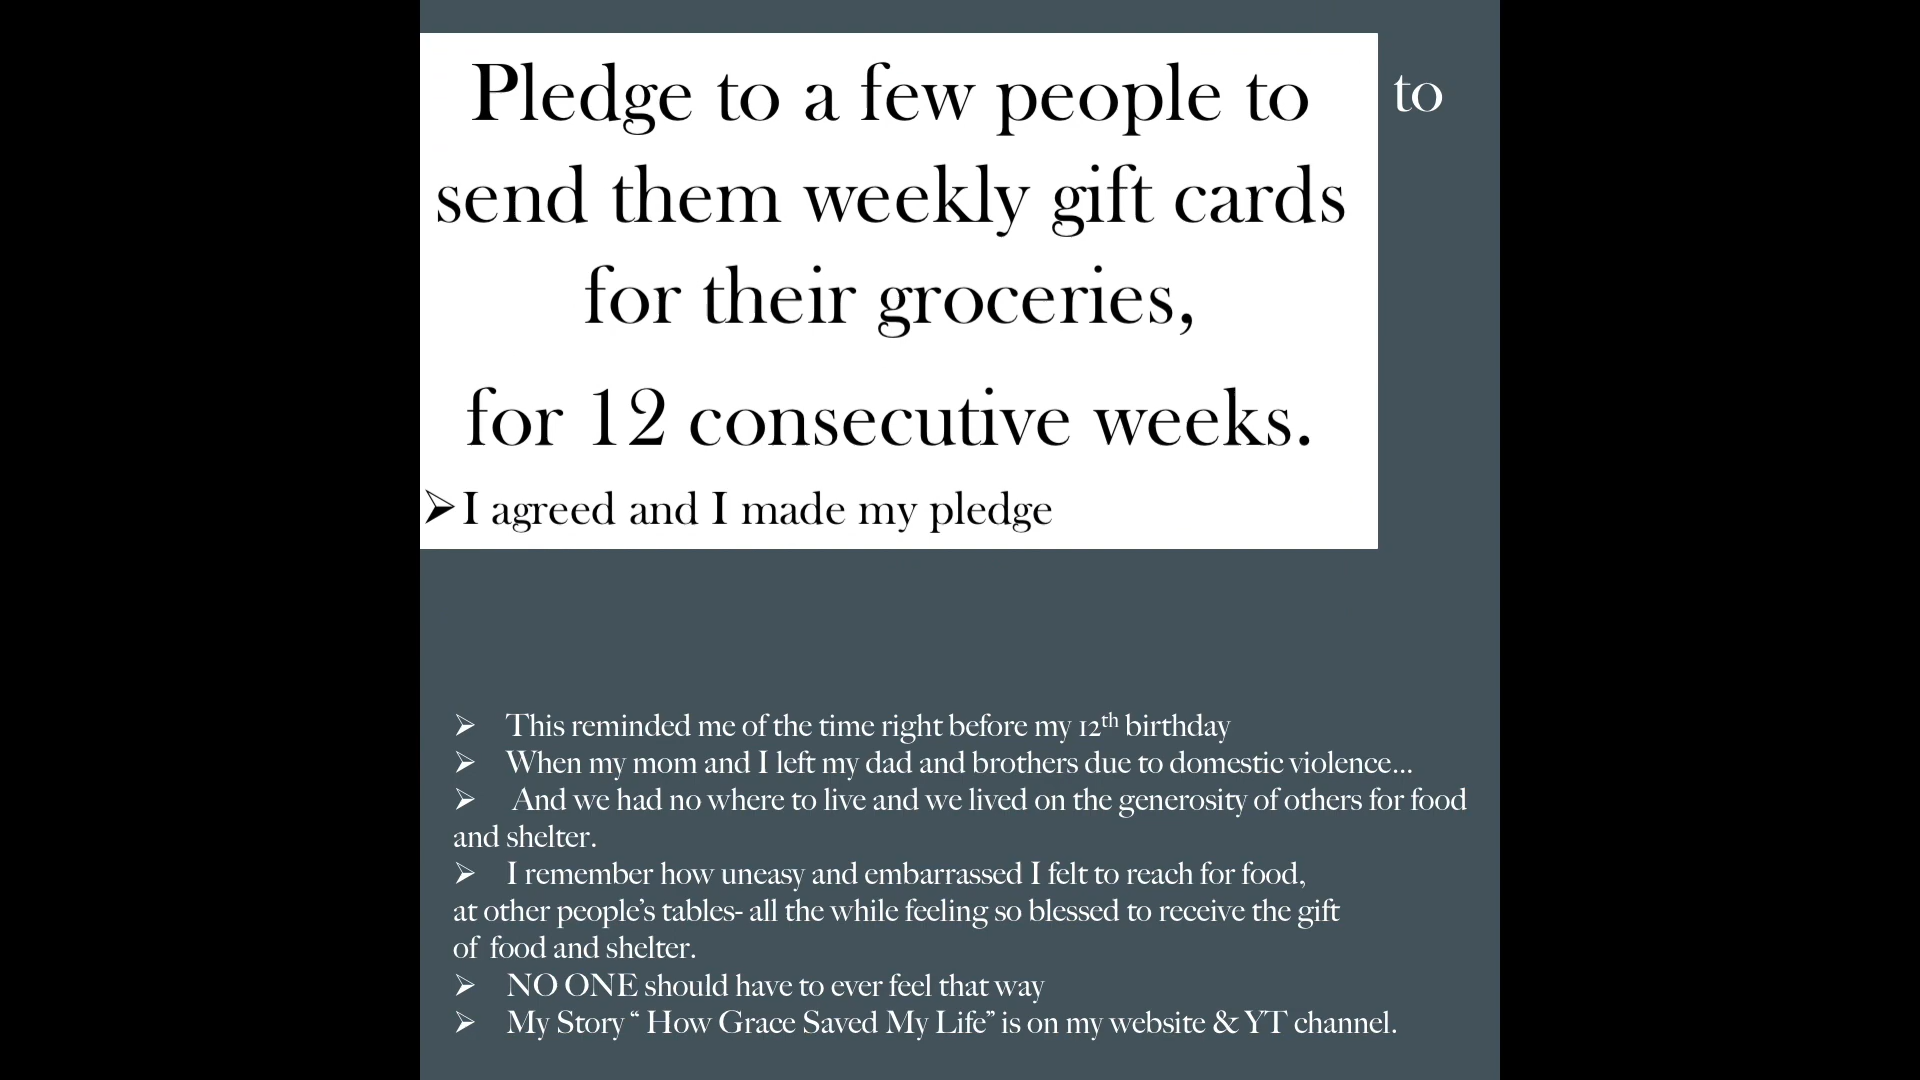 Pledge to a few people to
to
send them weekly gift cards
for their groceries,
for 12 consecutive weeks.
➢ I agreed and I made my pledge
➢ This reminded me of the time right before my 12th birthday
➢ When my mom and I left my dad and brothers due to domestic violence...
➢ And we had no where to live and we lived on the generosity of others for food
and shelter.
➢ I remember how uneasy and embarrassed I felt to reach for food,
at other people’s tables- all the while feeling so blessed to receive the gift
of food and shelter.
➢ NO ONE should have to ever feel that way
➢ My Story “ How Grace Saved My Life” is on my website & YT channel.